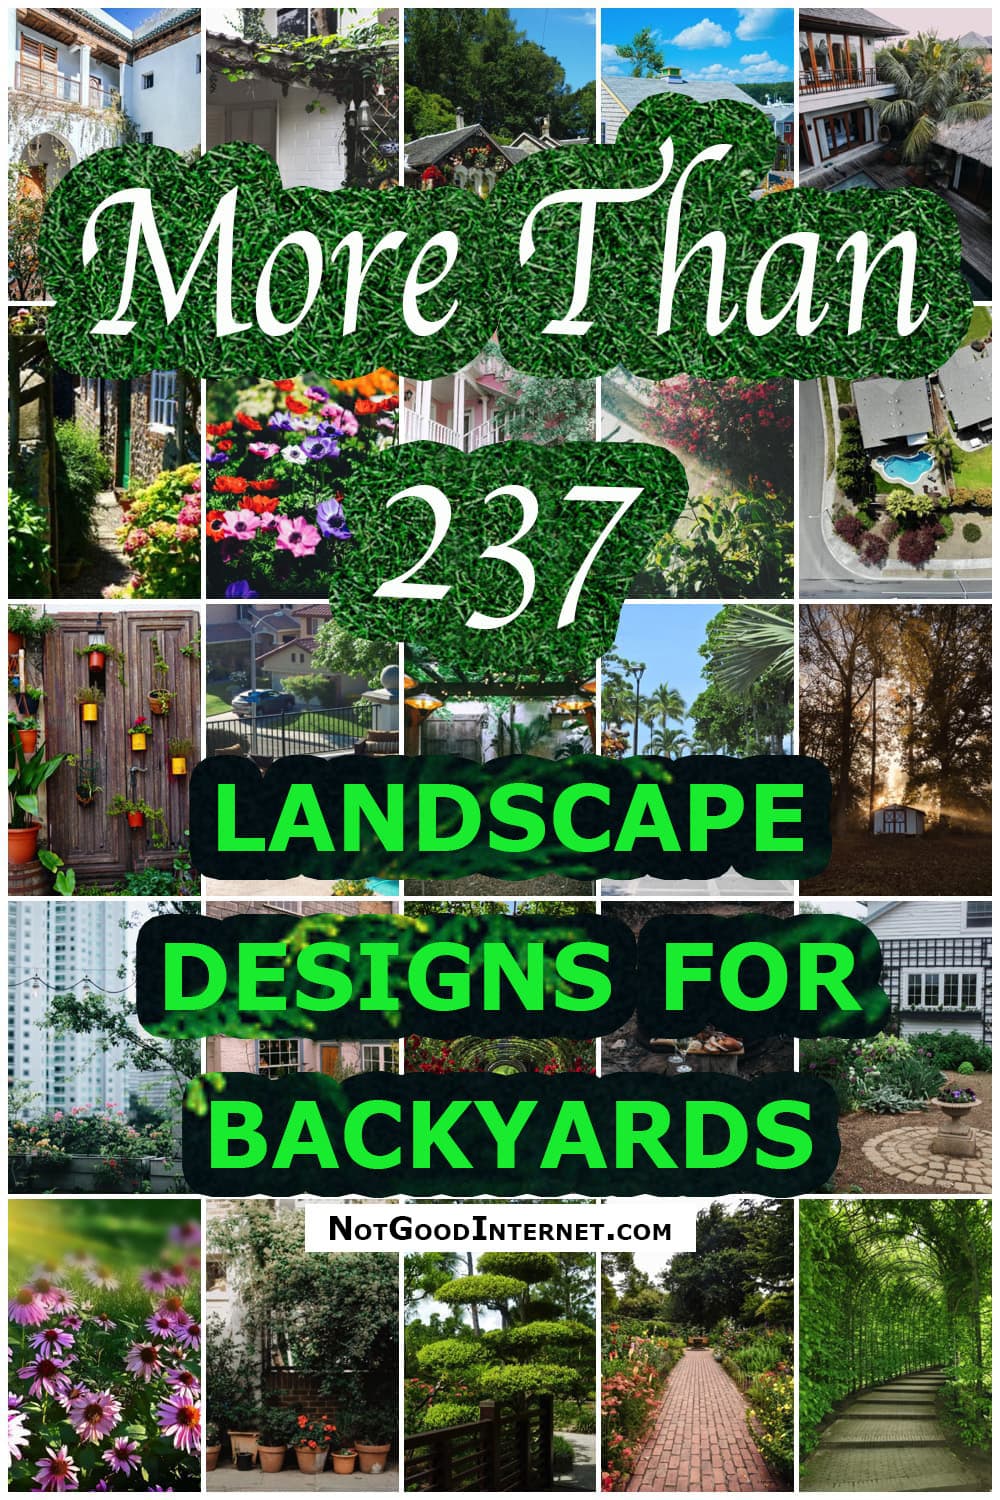 More Than
237
LANDSCAPE
DESIGNS FOR
BACKYARDS
NotGoodInternet.com